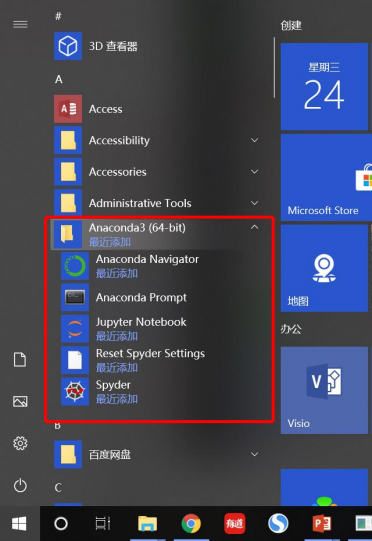 #
创建
3D 查看器
星期三
24
A
Access
Accessibility
Accessories
Administrative Tools
Microsoft Store
Anaconda3 (64-bit)
最近添加
Anaconda Navigator
最近添加
Anaconda Prompt
地图
Jupyter Notebook
最近添加
办公
Reset Spyder Settings
最近添加
Spyder
最近添加
Visio
B
百度网盘
C
有道